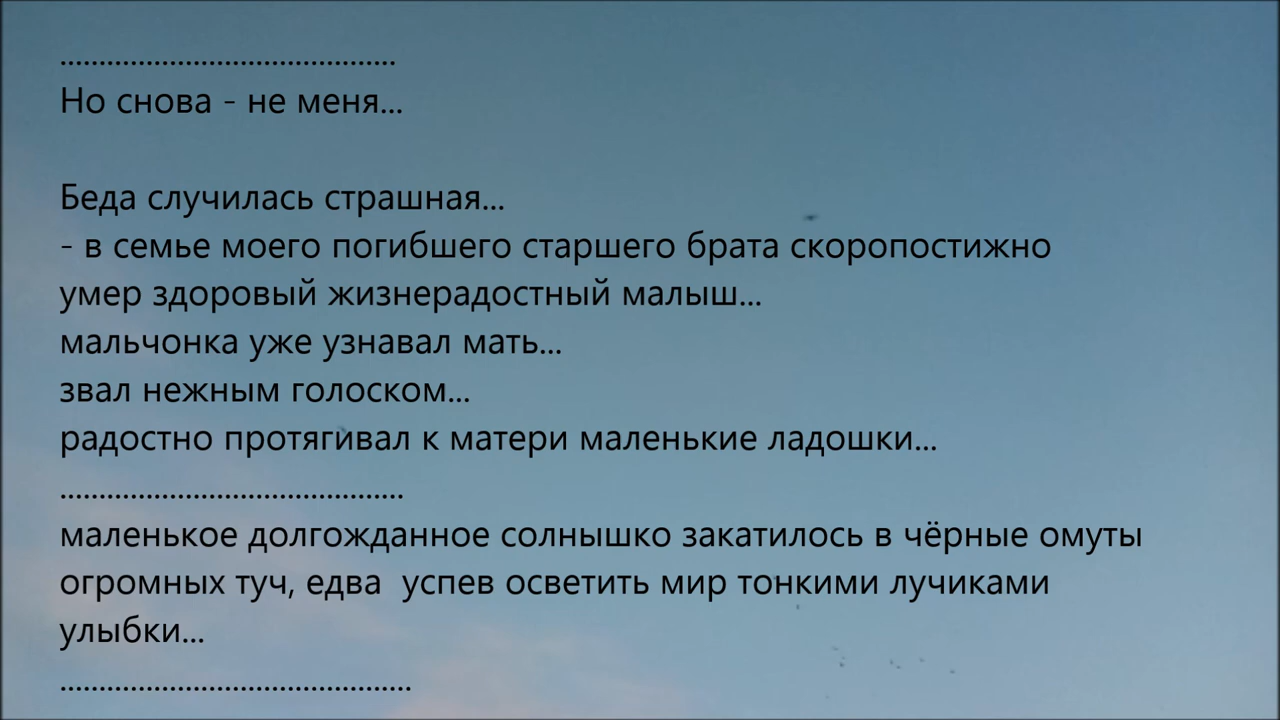 ...........................................
Но снова - не меня...
Беда случилась страшная...
- в семье моего погибшего старшего брата скоропостижно
умер здоровый жизнерадостный малыш...
мальчонка уже узнавал мать...
звал нежным голоском...
радостно протягивал к матери маленькие ладошки...
............................................
маленькое долгожданное солнышко закатилось в чёрные омуты
огромных туч, едва  успев осветить мир тонкими лучиками
улыбки...
.............................................